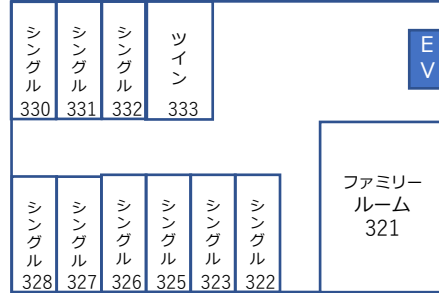 シングル
330
シングル
331
シングル
332
ツイン
333
EV
ファミリー
ルーム
321
シングル
328
シングル
327
シングル
326
シングル
325
シングル
323
シングル
322